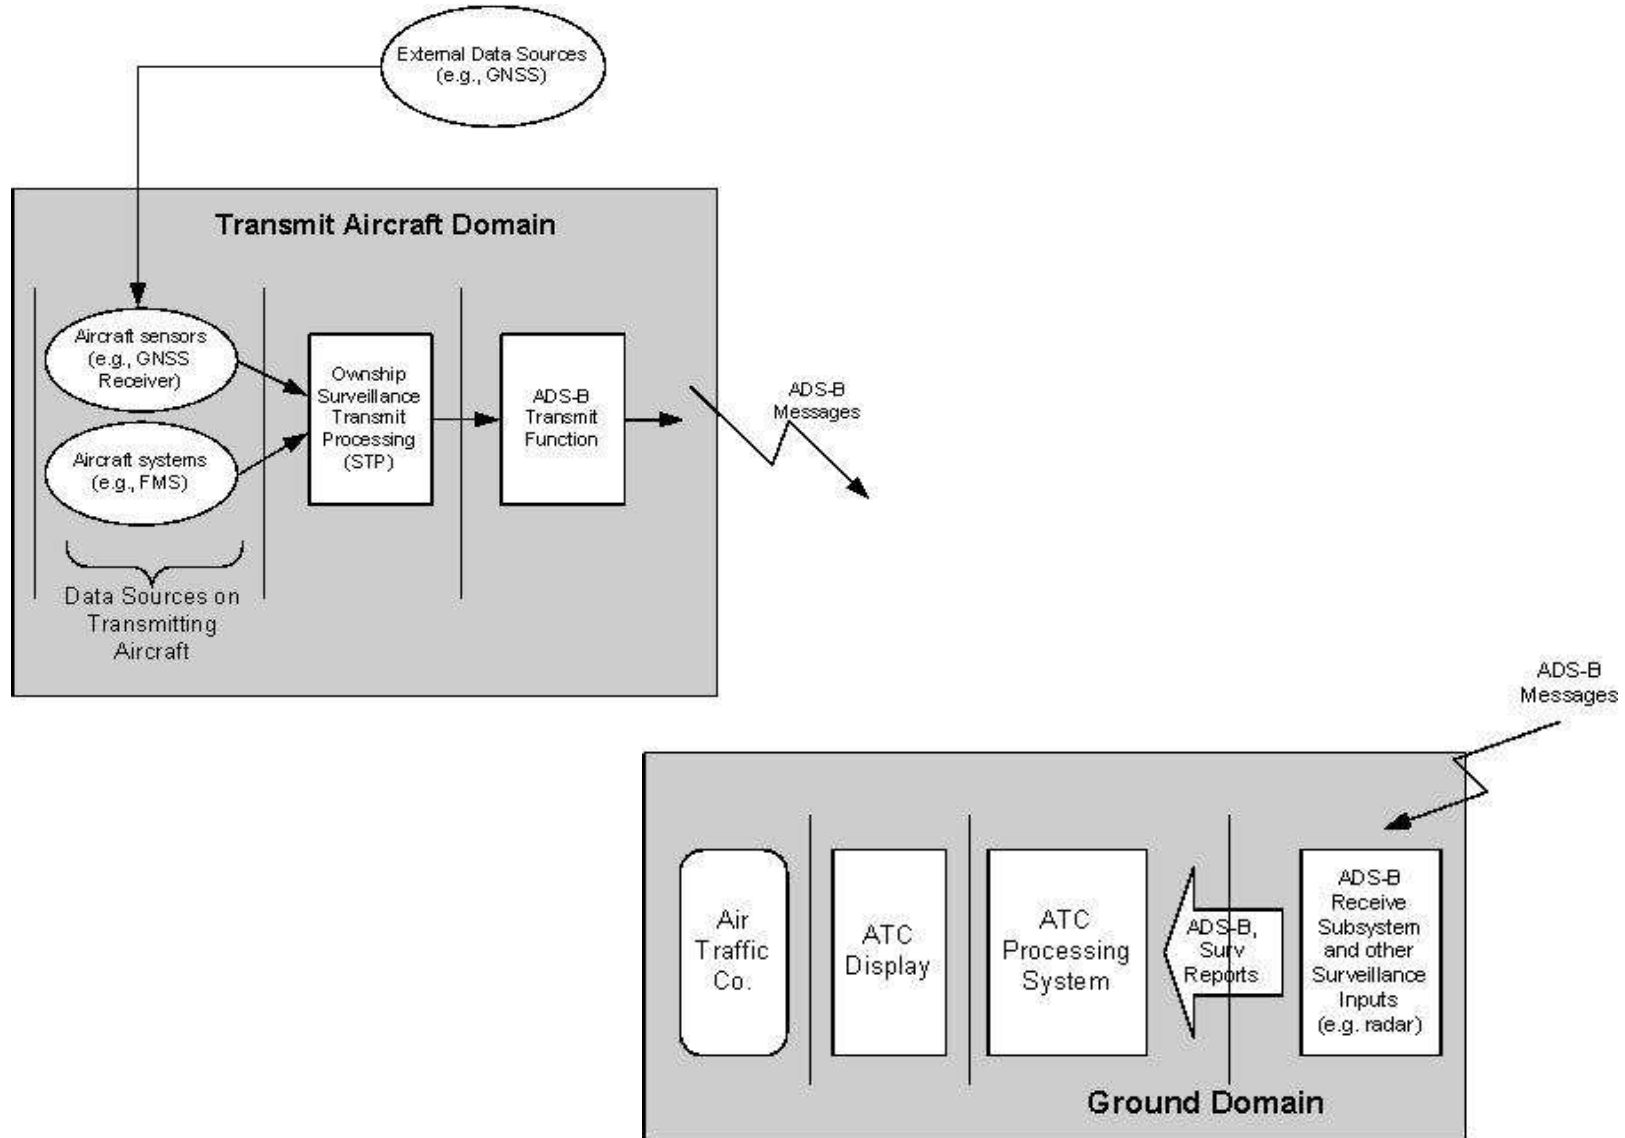 External Data Sources
(e.g., GNSS)
Transmit Aircraft Domain
Aircraft sensors
(e.g., GNSS
Receiver)
Aircraft systems
(e.g., FMS)
Data Sources on
Transmitting
Aircraft
Ownship
Surveillance
Transmit
Processing
(STP)
ADS-B
Transmit
Function
ADS-B
Messages
ADS-B
Messages
Air
Traffic
Co.
ATC
Display
ATC
Processing
System
ADS-B,
Surv
Reports
ADS-B
Receive
Subsystem
and other
Surveillance
Inputs
(e.g. radar)
Ground Domain